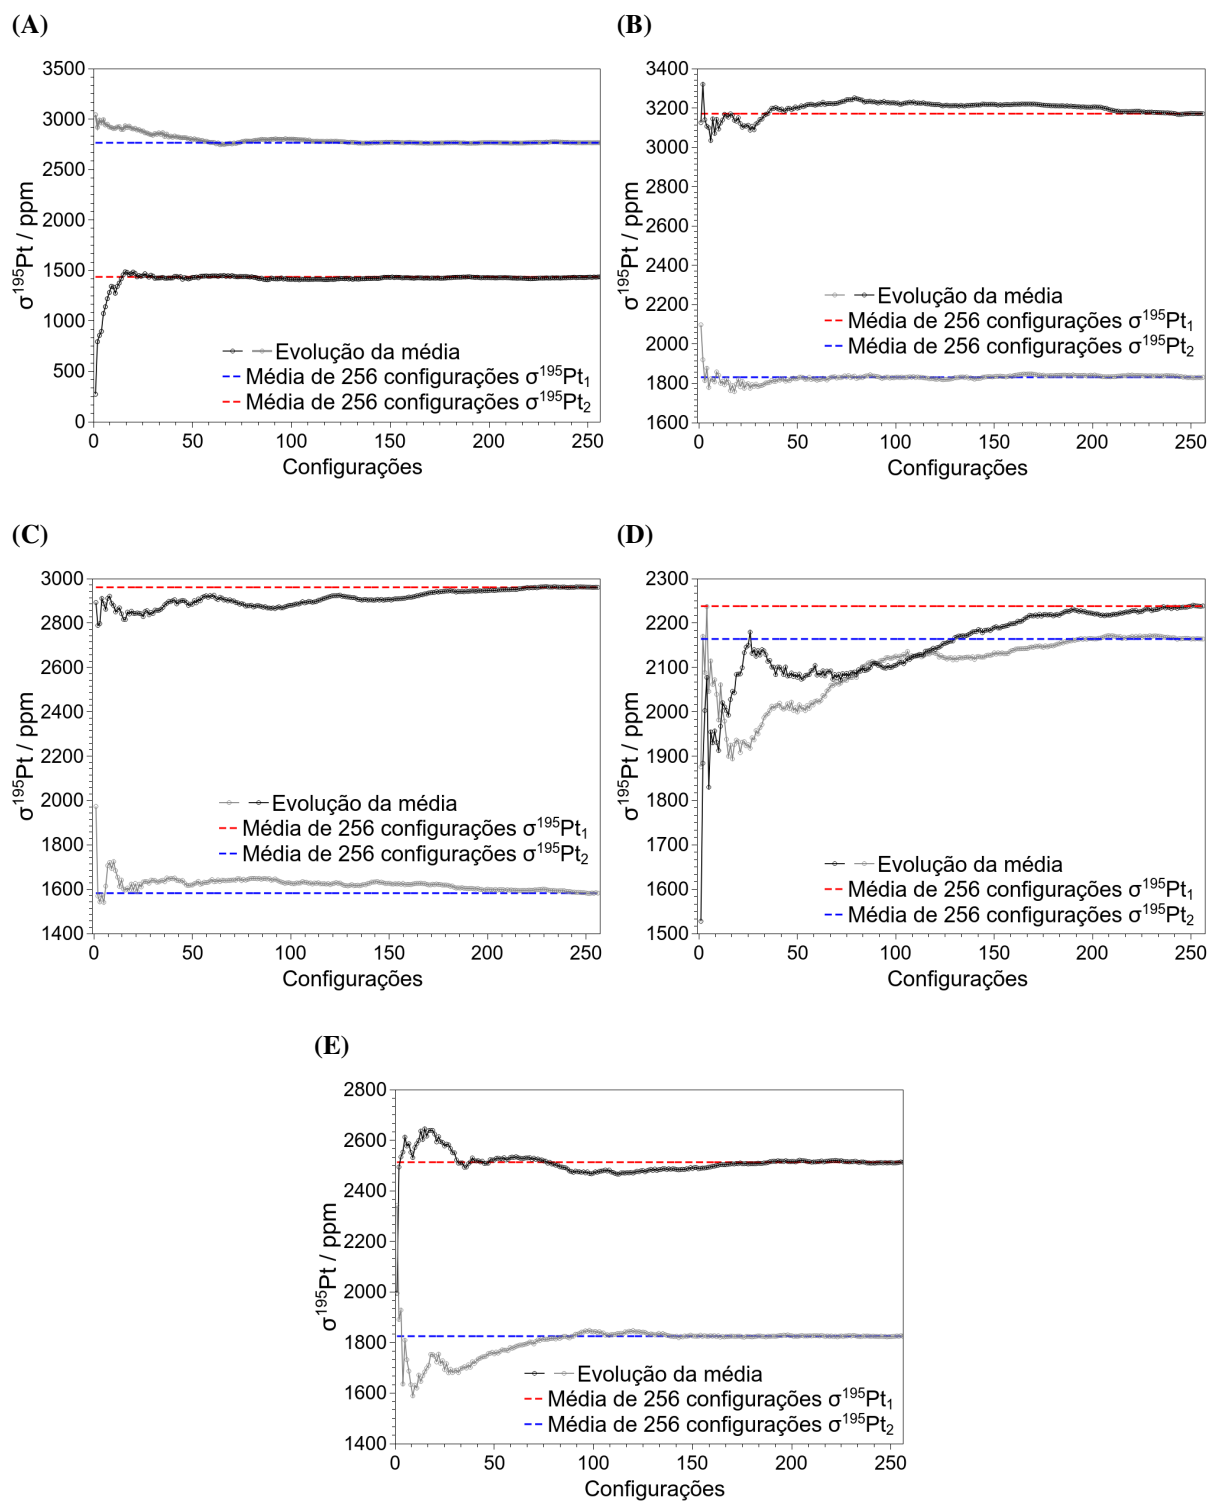 (A)
3500
3000
2500
2000
1500
1000
500
0
0 50 100 150 200 250
σ¹⁹⁵Pt / ppm
Configurações
Evolução da média
Média de 256 configurações σ¹⁹⁵Pt₁
Média de 256 configurações σ¹⁹⁵Pt₂
(B)
3400
3200
3000
2800
2600
2400
2200
2000
1800
1600
0 50 100 150 200 250
σ¹⁹⁵Pt / ppm
Configurações
Evolução da média
Média de 256 configurações σ¹⁹⁵Pt₁
Média de 256 configurações σ¹⁹⁵Pt₂
(C)
3000
2800
2600
2400
2200
2000
1800
1600
1400
0 50 100 150 200 250
σ¹⁹⁵Pt / ppm
Configurações
Evolução da média
Média de 256 configurações σ¹⁹⁵Pt₁
Média de 256 configurações σ¹⁹⁵Pt₂
(D)
2300
2200
2100
2000
1900
1800
1700
1600
1500
0 50 100 150 200 250
σ¹⁹⁵Pt / ppm
Configurações
Evolução da média
Média de 256 configurações σ¹⁹⁵Pt₁
Média de 256 configurações σ¹⁹⁵Pt₂
(E)
2800
2600
2400
2200
2000
1800
1600
1400
0 50 100 150 200 250
σ¹⁹⁵Pt / ppm
Configurações
Evolução da média
Média de 256 configurações σ¹⁹⁵Pt₁
Média de 256 configurações σ¹⁹⁵Pt₂